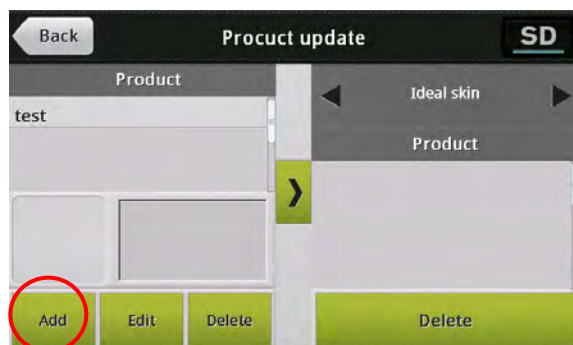 Back
Procuct update
SD
Product
test
Ideal skin
Product
Add
Edit
Delete
Delete